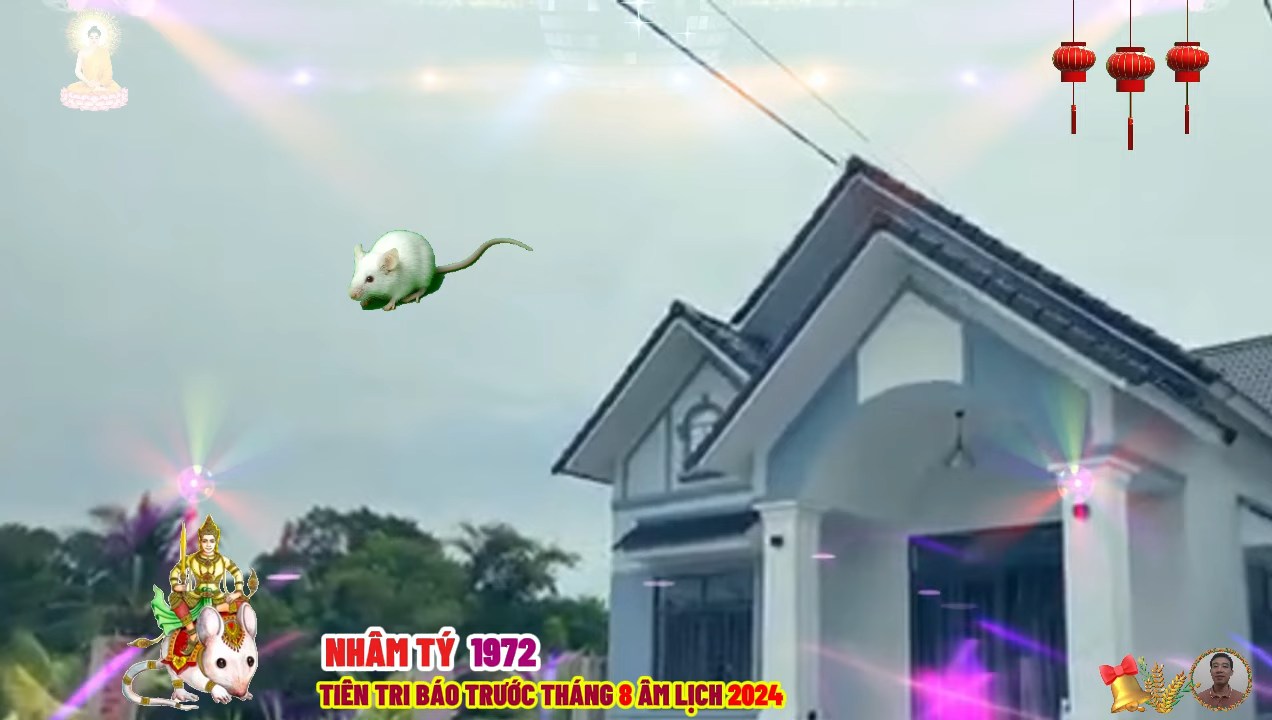 NHÂM TÝ 1972
TIÊN TRI BÁO TRƯỚC THÁNG 8 ÂM LỊCH 2024